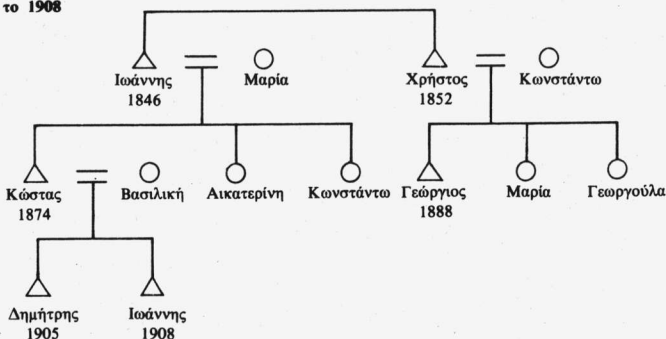 το 1908
Ιωάννης Μαρία Χρήστος Κωνστάντω
1846 1852
Κώστας Βασιλική Αικατερίνη Κωνστάντω Γεώργιος Μαρία Γεωργούλα
1874 1888
Δημήτρης Ιωάννης
1905 1908